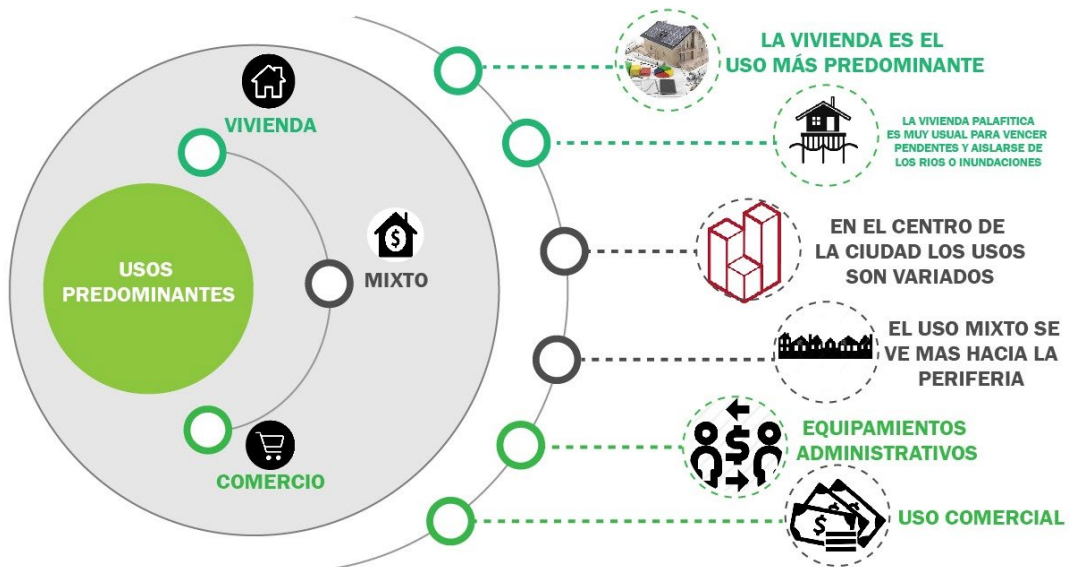 USOS
PREDOMINANTES
VIVIENDA
MIXTO
COMERCIO
LA VIVIENDA ES EL
USO MÁS PREDOMINANTE
LA VIVIENDA PALAFITICA
ES MUY USUAL PARA VENCER
PENDENTES Y AISLARSE DE
LOS RIOS O INUNDACIONES
EN EL CENTRO DE
LA CIUDAD LOS USOS
SON VARIADOS
EL USO MIXTO SE
VE MAS HACIA LA
PERIFERIA
EQUIPAMIENTOS
ADMINISTRATIVOS
USO COMERCIAL